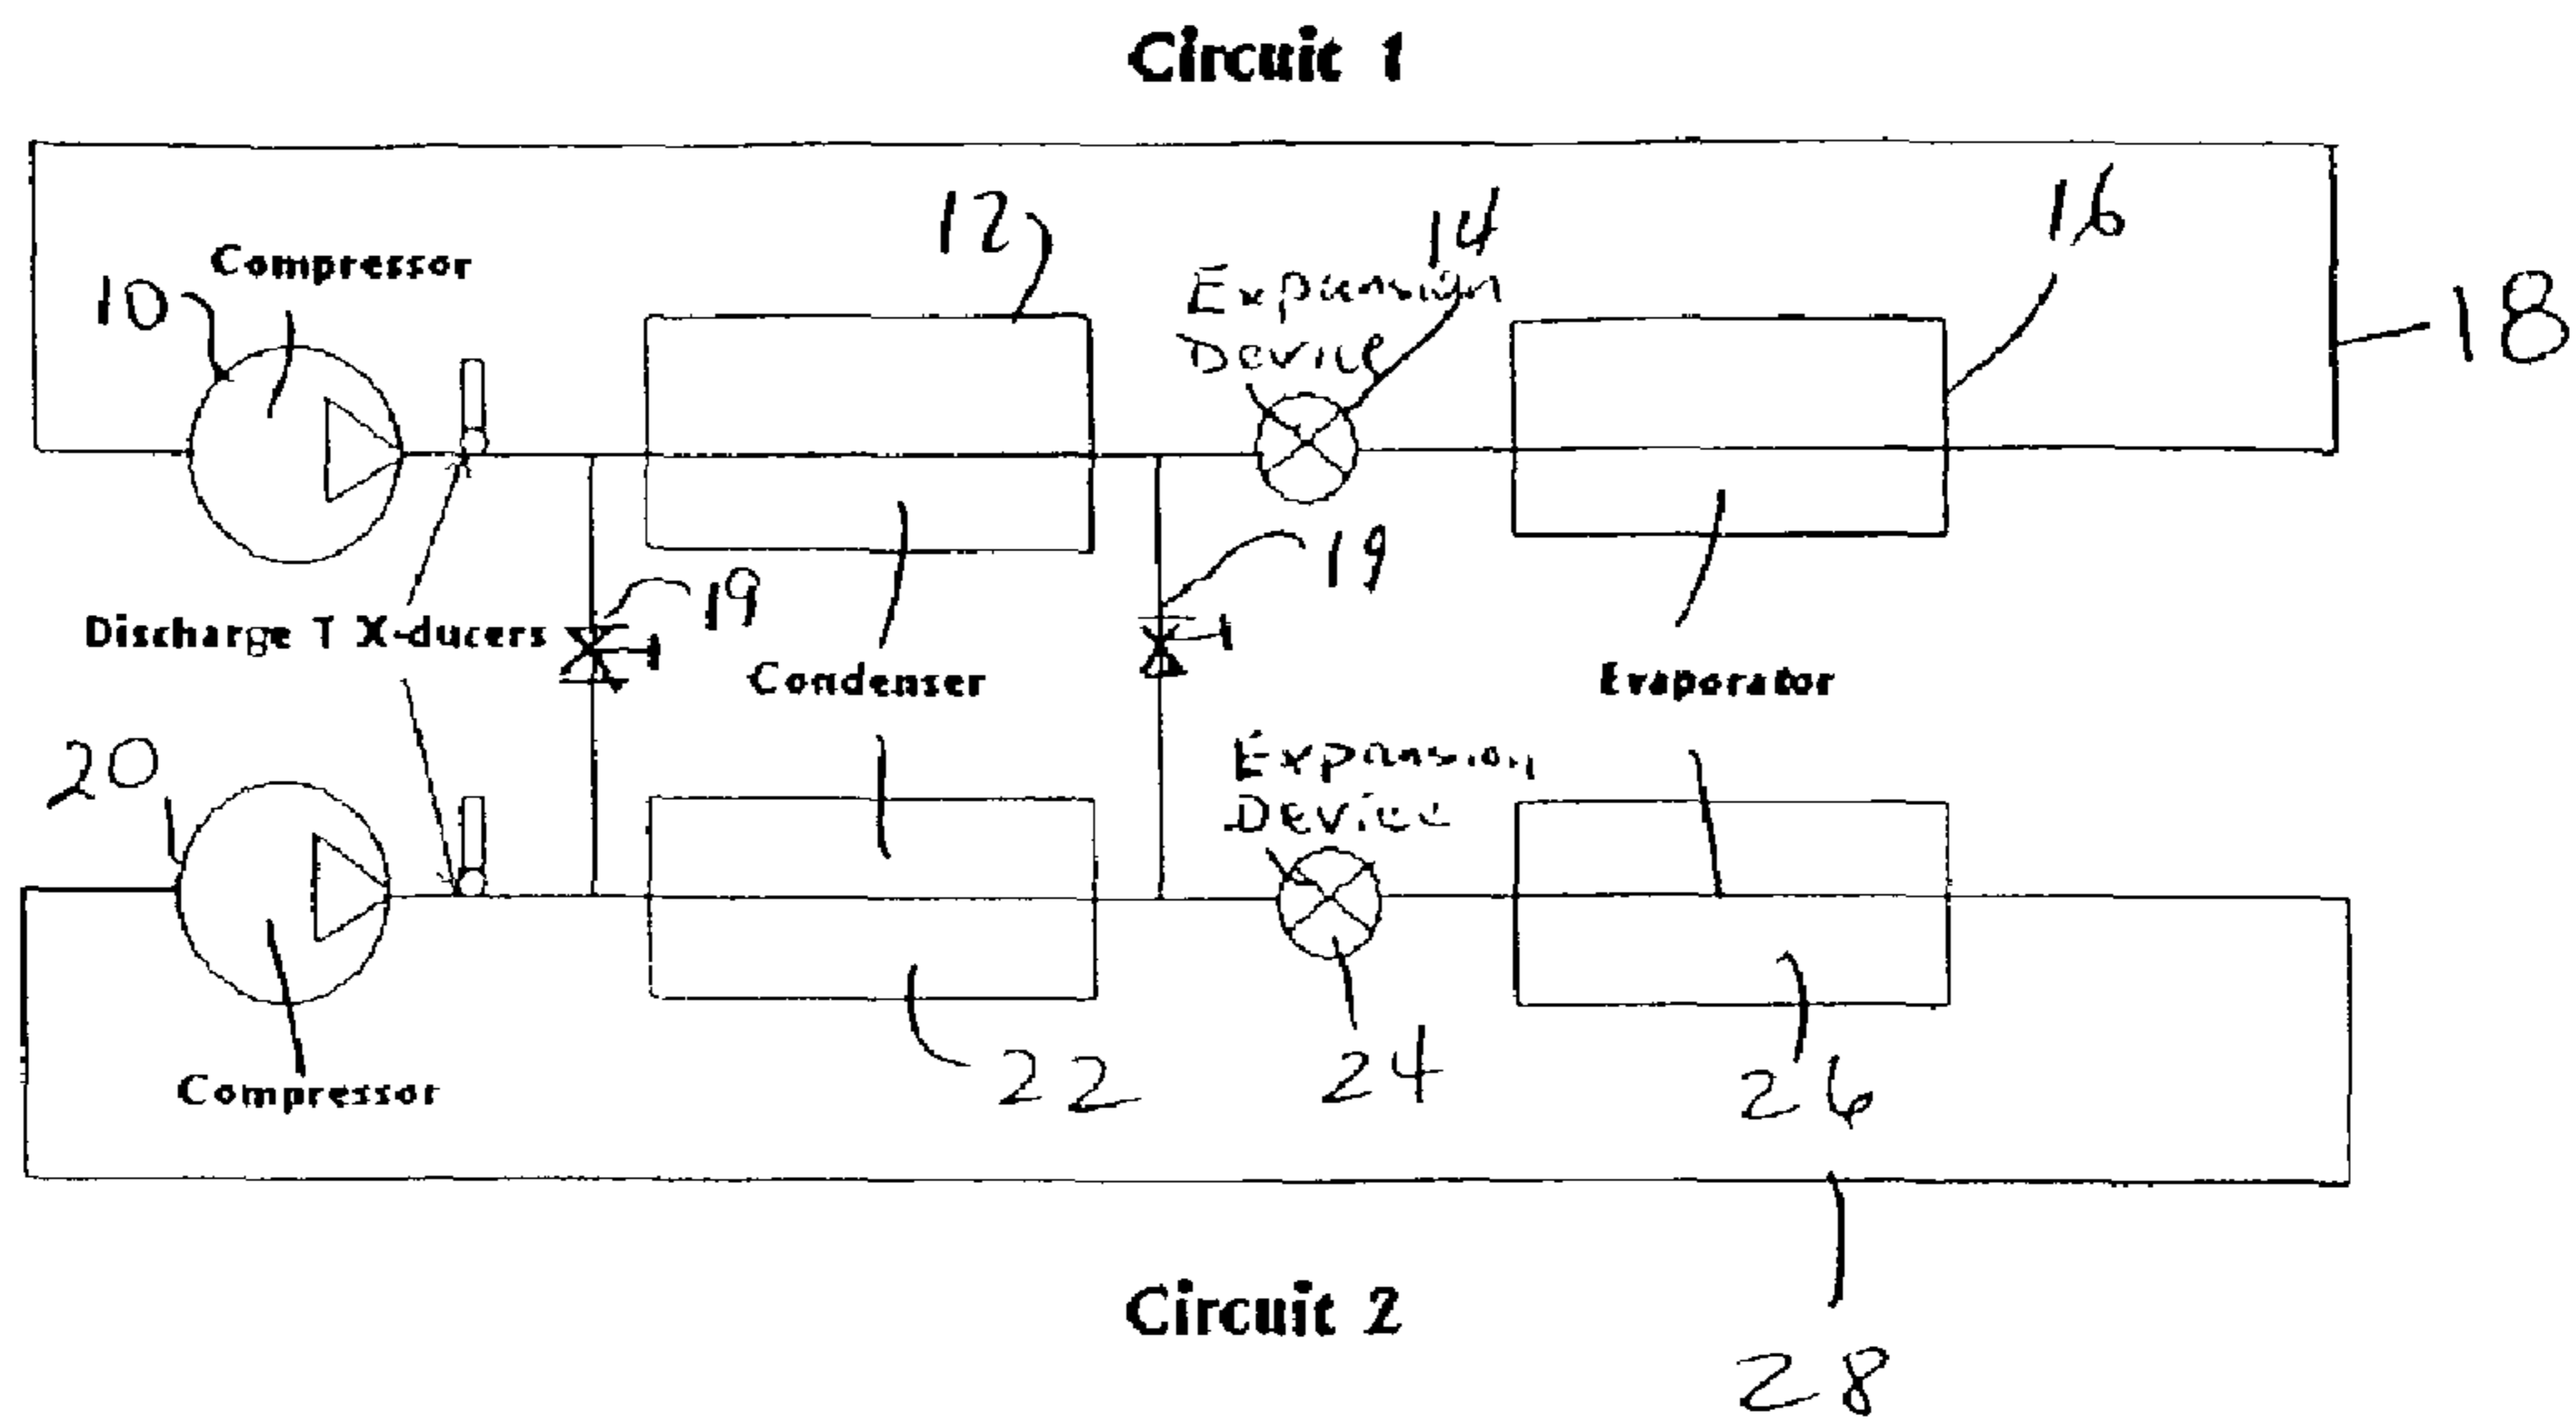 Circuit 1
12
14
16
Compressor
10
Expansion
Device
18
19
19
Discharge T X-ducers
Condenser
Evaporator
20
Expansion
Device
22
24
26
Compressor
Circuit 2
28